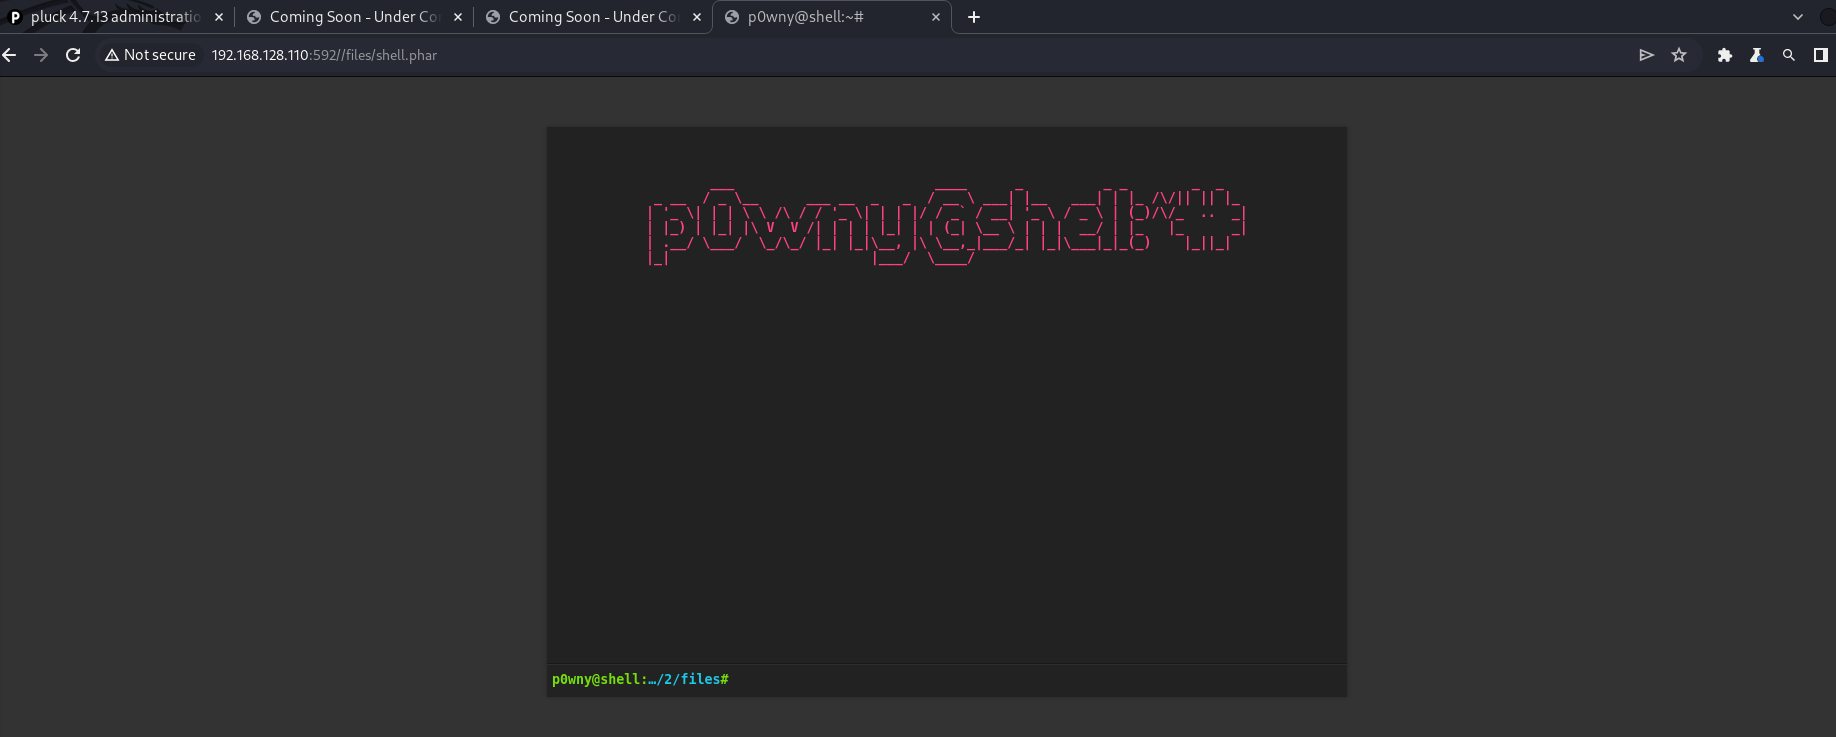 pluck 4.7.13 administratio
Coming Soon - Under Co
Coming Soon - Under Co
p0wny@shell:~#
Not secure 192.168.128.110:592//files/shell.phar
p0wny@shell:~#
p0wny@shell:…/2/files#